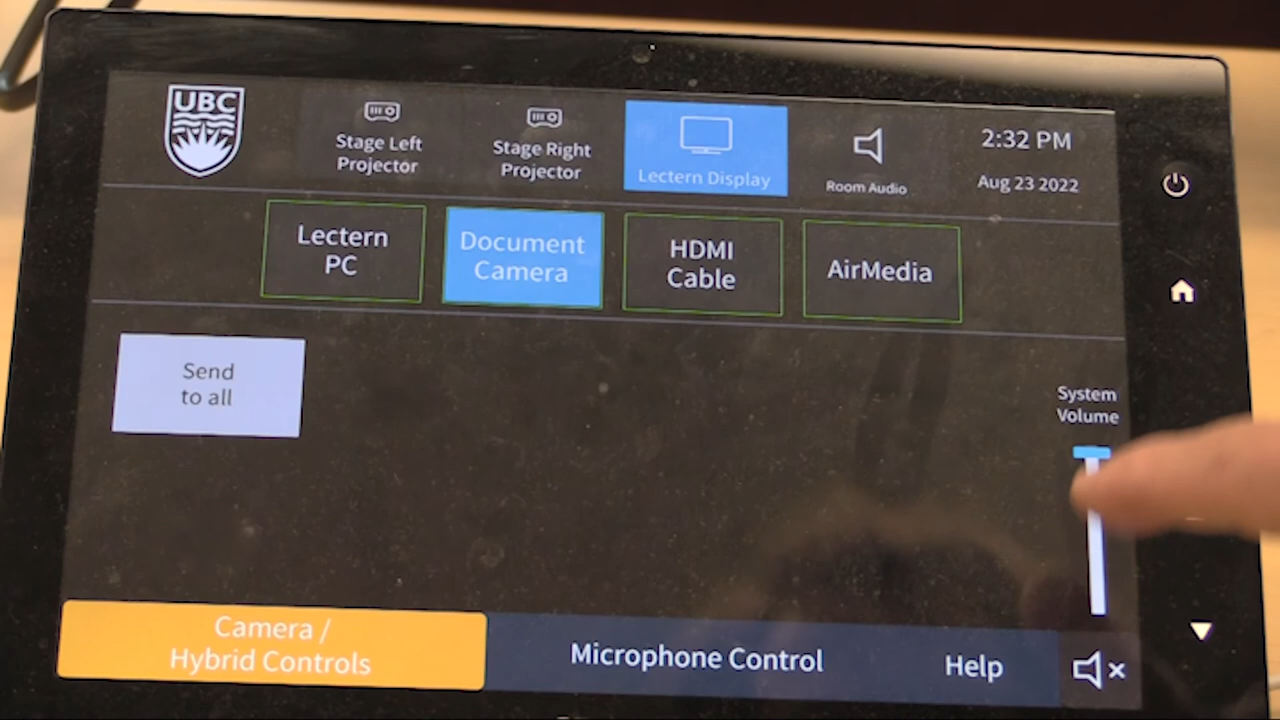 UBC
Stage Left
Projector
Stage Right
Projector
Lectern Display
Room Audio
2:32 PM
Aug 23 2022
Lectern
PC
Document
Camera
HDMI
Cable
AirMedia
Send
to all
System
Volume
Camera /
Hybrid Controls
Microphone Control
Help